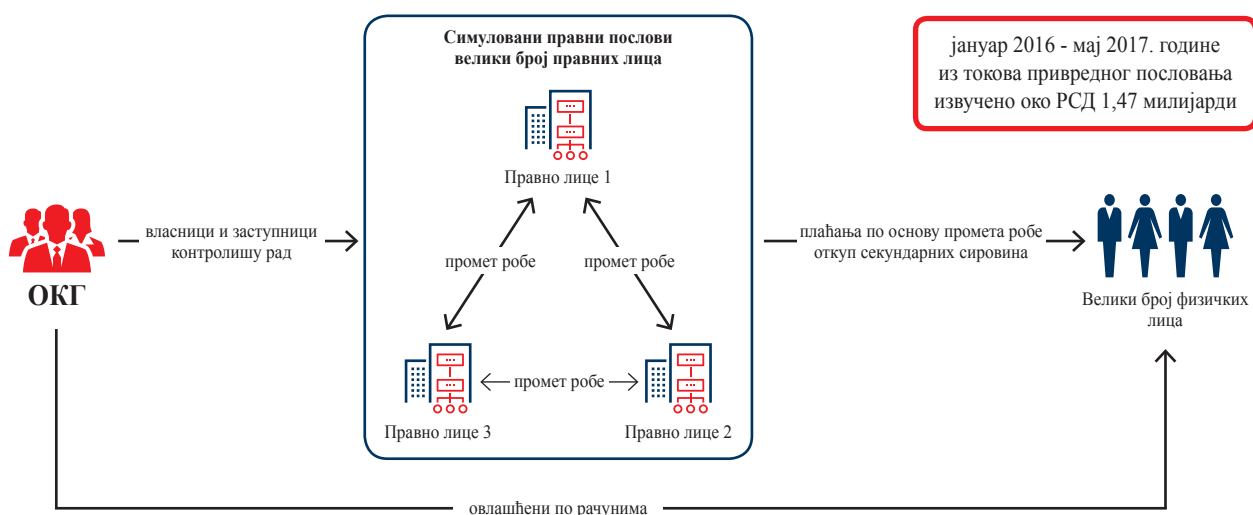 Симуловани правни послови
велики број правних лица
јануар 2016 - мај 2017. године
из токова привредног пословања
извучено око РСД 1,47 милијарди
Правно лице 1
ОКГ
власници и заступници
контролишу рад
промет робе
промет робе
плаћања по основу промета робе
откуп секундарних сировина
Велики број физичких
лица
промет робе
Правно лице 3
Правно лице 2
овлашћени по рачунима